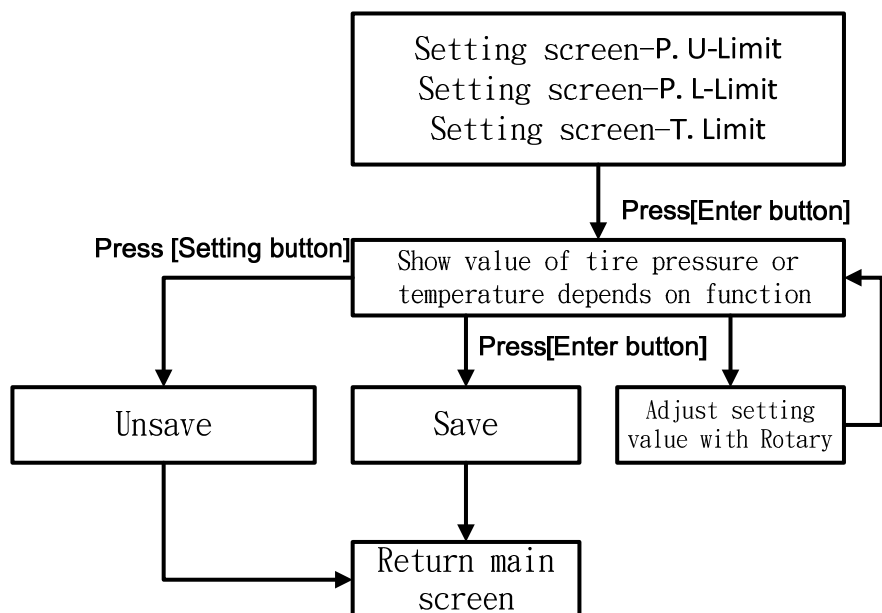 Setting screen-P. U-Limit
Setting screen-P. L-Limit
Setting screen-T. Limit
Press[Enter button]
Press [Setting button]
Show value of tire pressure or
temperature depends on function
Press[Enter button]
Unsave
Save
Adjust setting
value with Rotary
Return main
screen